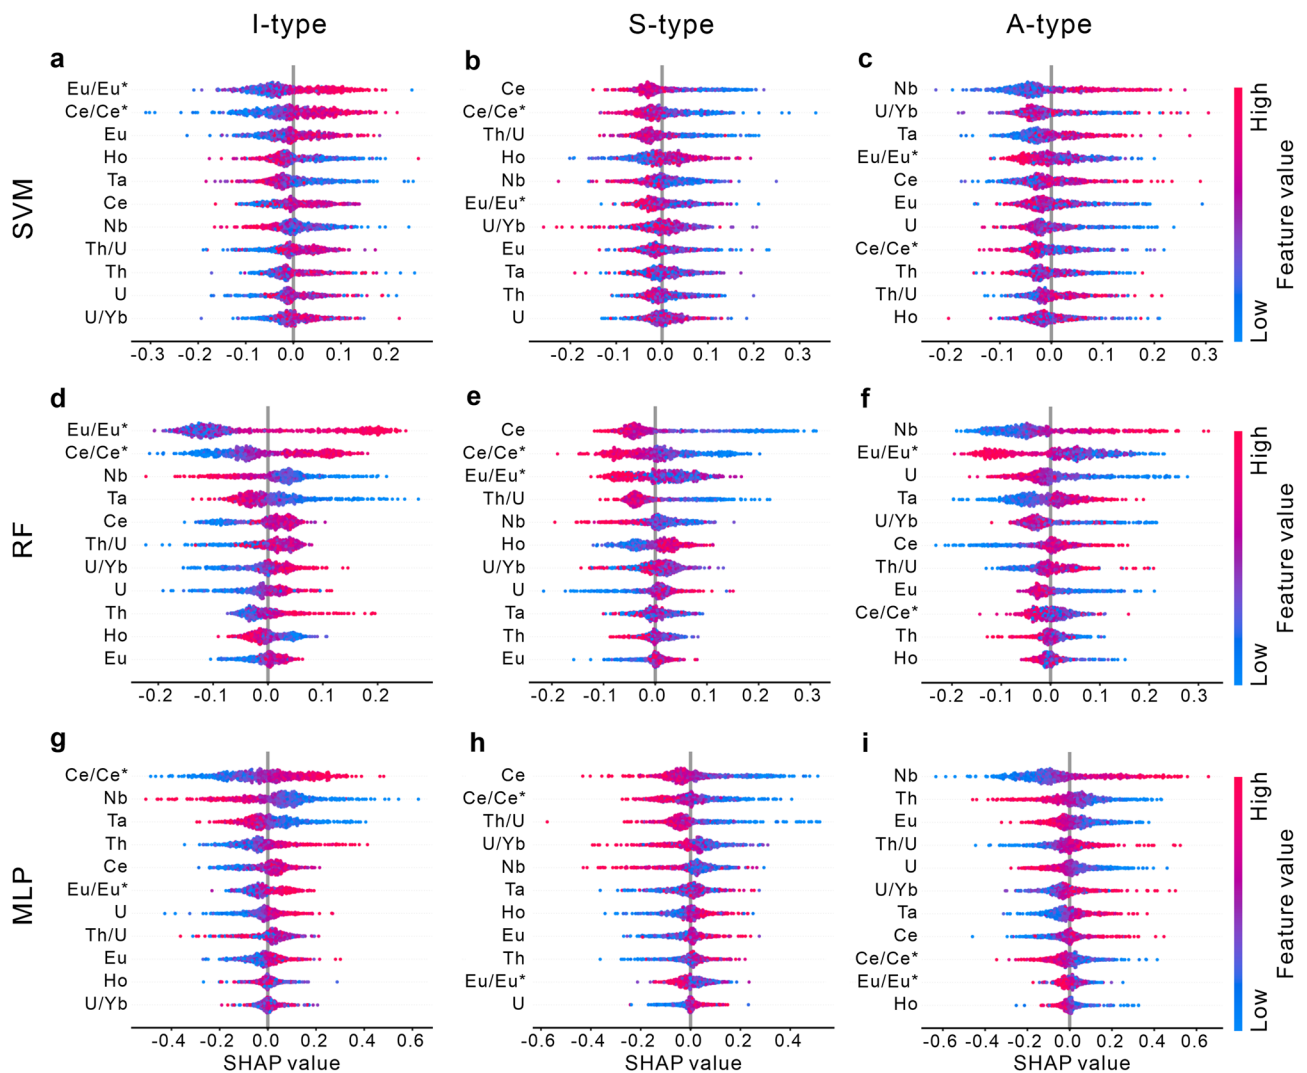 I-type
S-type
A-type
SVM
a
Eu/Eu*
Ce/Ce*
Eu
Ho
Ta
Ce
Nb
Th/U
Th
U
U/Yb
-0.3 -0.2 -0.1 0.0 0.1 0.2
b
Ce
Ce/Ce*
Th/U
Ho
Nb
Eu/Eu*
U/Yb
Eu
Ta
Th
U
-0.2 -0.1 0.0 0.1 0.2 0.3
c
Nb
U/Yb
Ta
Eu/Eu*
Ce
Eu
U
Ce/Ce*
Th
Th/U
Ho
-0.2 -0.1 0.0 0.1 0.2 0.3
High
Feature value
Low
RF
d
Eu/Eu*
Ce/Ce*
Nb
Ta
Ce
Th/U
U/Yb
U
Th
Ho
Eu
-0.2 -0.1 0.0 0.1 0.2
e
Ce
Ce/Ce*
Eu/Eu*
Th/U
Nb
Ho
U/Yb
U
Ta
Th
Eu
-0.2 -0.1 0.0 0.1 0.2 0.3
f
Nb
Eu/Eu*
U
Ta
U/Yb
Ce
Th/U
Eu
Ce/Ce*
Th
Ho
-0.2 -0.1 0.0 0.1 0.2 0.3
High
Feature value
Low
MLP
g
Ce/Ce*
Nb
Ta
Th
Ce
Eu/Eu*
U
Th/U
Eu
Ho
U/Yb
-0.4 -0.2 0.0 0.2 0.4 0.6
SHAP value
h
Ce
Ce/Ce*
Th/U
U/Yb
Nb
Ta
Ho
Eu
Th
Eu/Eu*
U
-0.6 -0.4 -0.2 0.0 0.2 0.4
SHAP value
i
Nb
Th
Eu
Th/U
U
U/Yb
Ta
Ce
Ce/Ce*
Eu/Eu*
Ho
-0.6 -0.4 -0.2 0.0 0.2 0.4 0.6
SHAP value
High
Feature value
Low